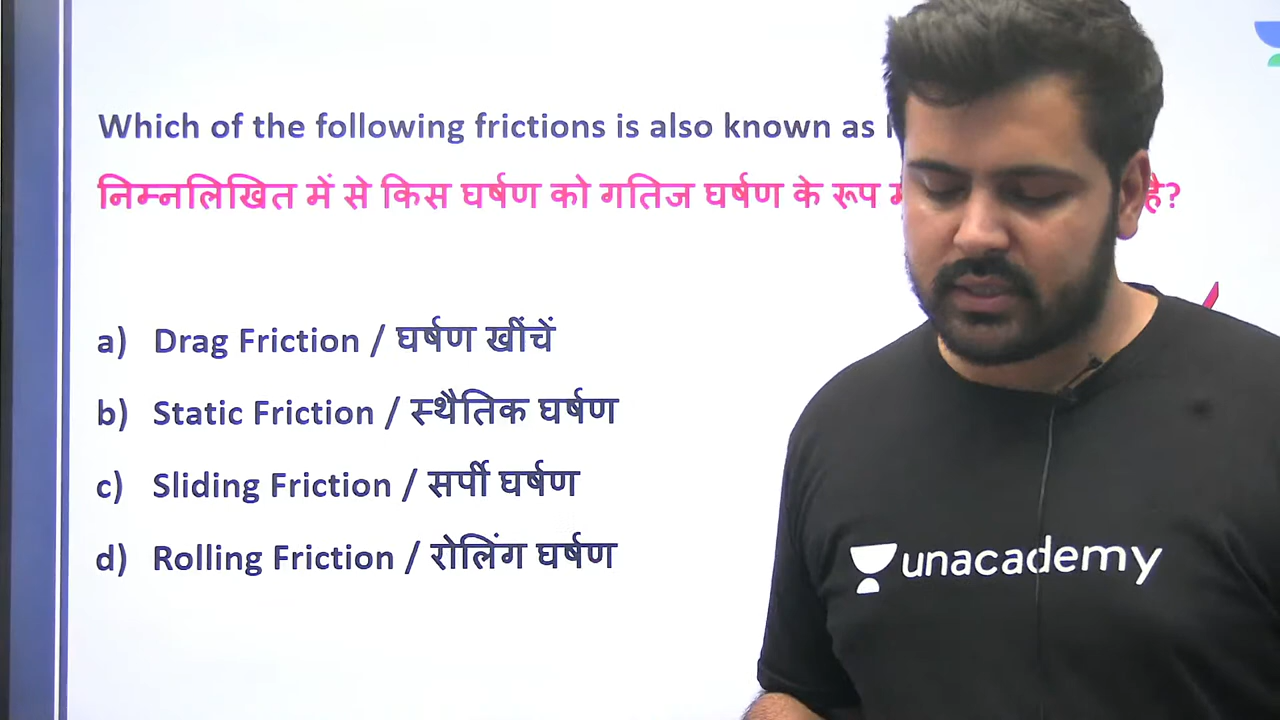 Which of the following frictions is also known as
निम्नलिखित में से किस घर्षण को गतिज घर्षण के रूप है?
a) Drag Friction / घर्षण खींचें
b) Static Friction / स्थैतिक घर्षण
c) Sliding Friction / सर्पी घर्षण
d) Rolling Friction / रोलिंग घर्षण
unacademy